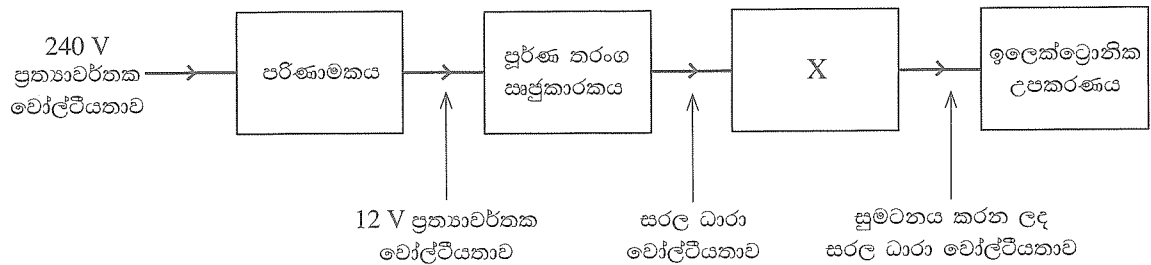 240 V
ප්‍රත්‍යාවර්තක
වෝල්ටීයතාව
පරිණාමකය
පූර්ණ තරංග
ඍජුකාරකය
X
ඉලෙක්ට්‍රොනික
උපකරණය
12 V ප්‍රත්‍යාවර්තක
වෝල්ටීයතාව
සරල ධාරා
වෝල්ටීයතාව
සුමටනය කරන ලද
සරල ධාරා වෝල්ටීයතාව